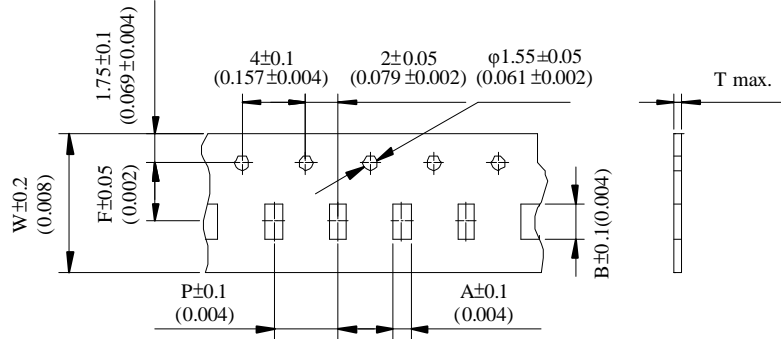 1.75±0.1
(0.069±0.004)
4±0.1
(0.157±0.004)
2±0.05
(0.079±0.002)
φ1.55±0.05
(0.061±0.002)
T max.
W±0.2
(0.008)
F±0.05
(0.002)
B±0.1(0.004)
P±0.1
(0.004)
A±0.1
(0.004)